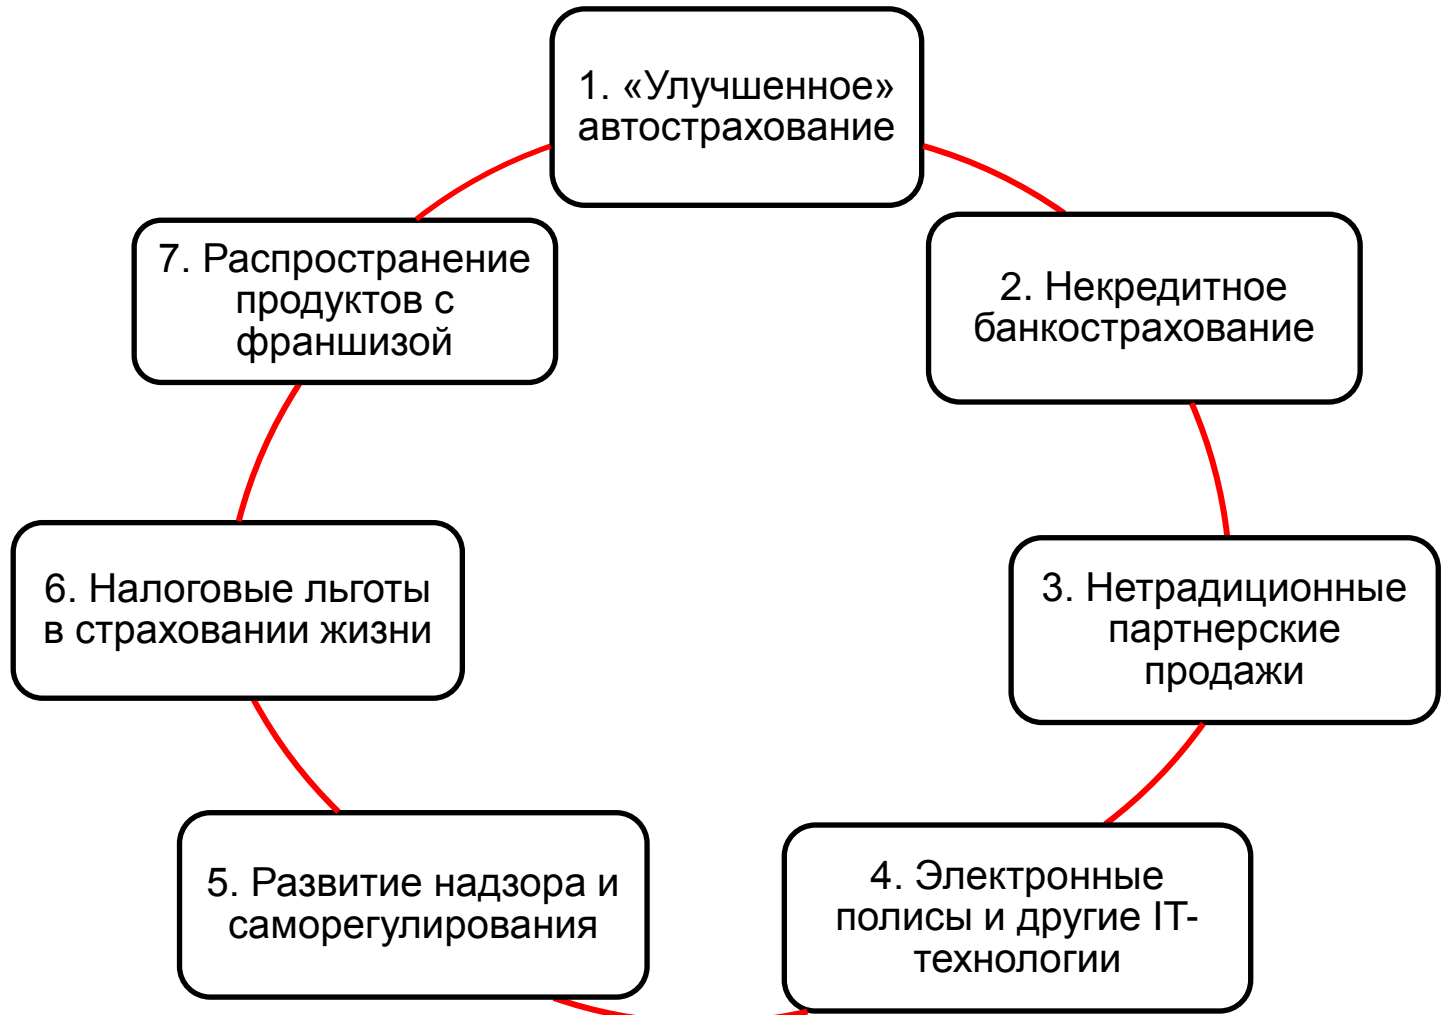 1. «Улучшенное»
автострахование
2. Некредитное
банкострахование
3. Нетрадиционные
партнерские
продажи
4. Электронные
полисы и другие IT-
технологии
5. Развитие надзора и
саморегулирования
6. Налоговые льготы
в страховании жизни
7. Распространение
продуктов с
франшизой